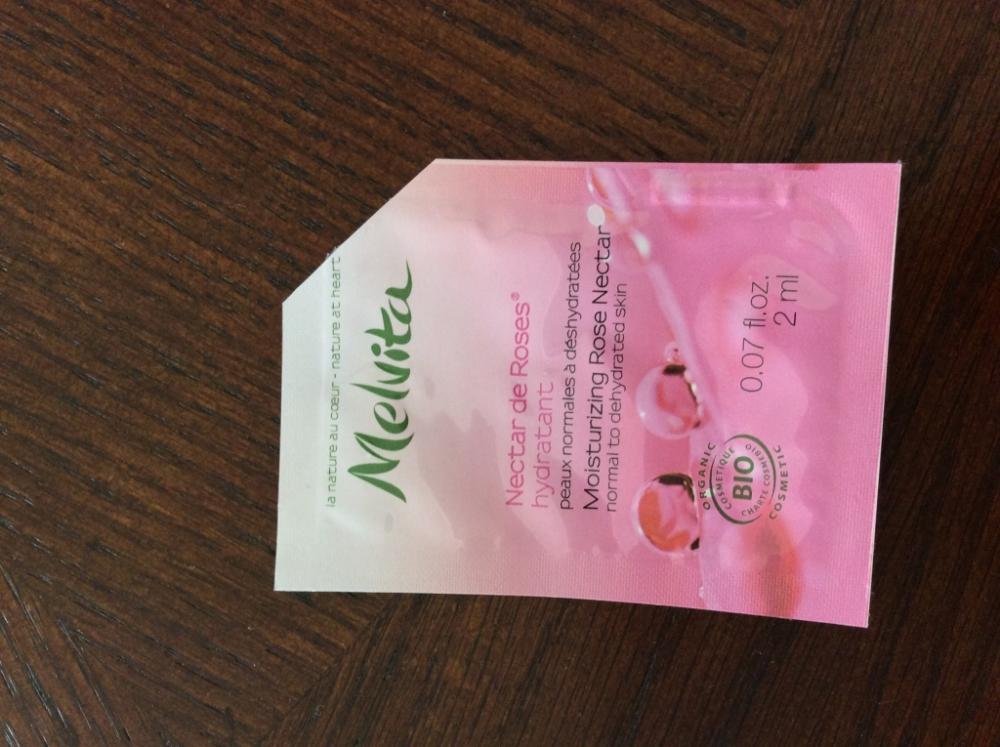 la nature au cœur - nature at heart
Melvita
Nectar de Roses®
hydratant
peaux normales à déshydratées
Moisturizing Rose Nectar
normal to dehydrated skin
ORGANIC
COSMETIQUE
BIO
CHARTE COSMEBIO
COSMETIC
0.07 fl.oz.
2 ml